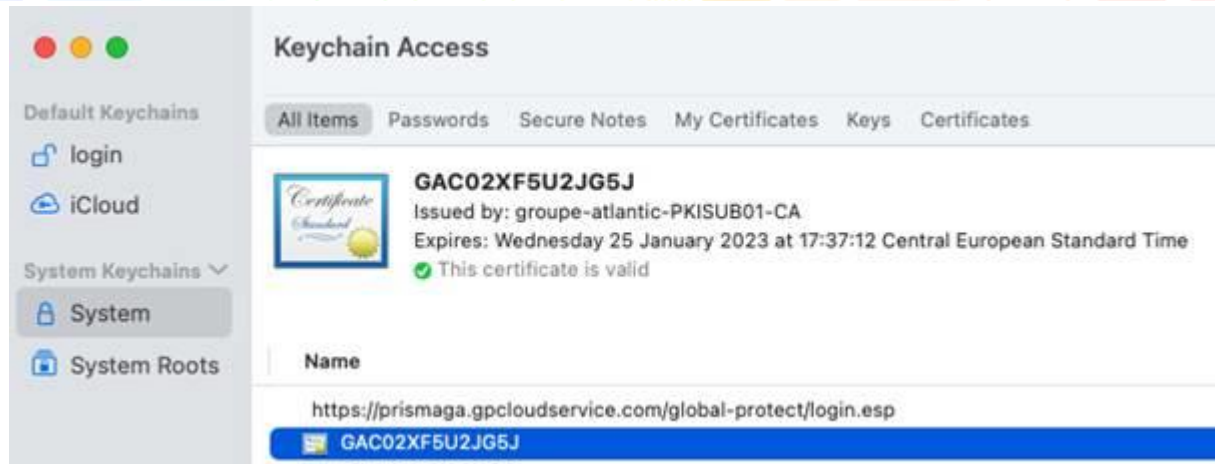 Keychain Access
Default Keychains
login
iCloud
System Keychains
System
System Roots
All Items Passwords Secure Notes My Certificates Keys Certificates
Certificate
Standard
GAC02XF5U2JG5J
Issued by: groupe-atlantic-PKISUB01-CA
Expires: Wednesday 25 January 2023 at 17:37:12 Central European Standard Time
This certificate is valid
Name
https://prismaga.gpcloudservice.com/global-protect/login.esp
GAC02XF5U2JG5J